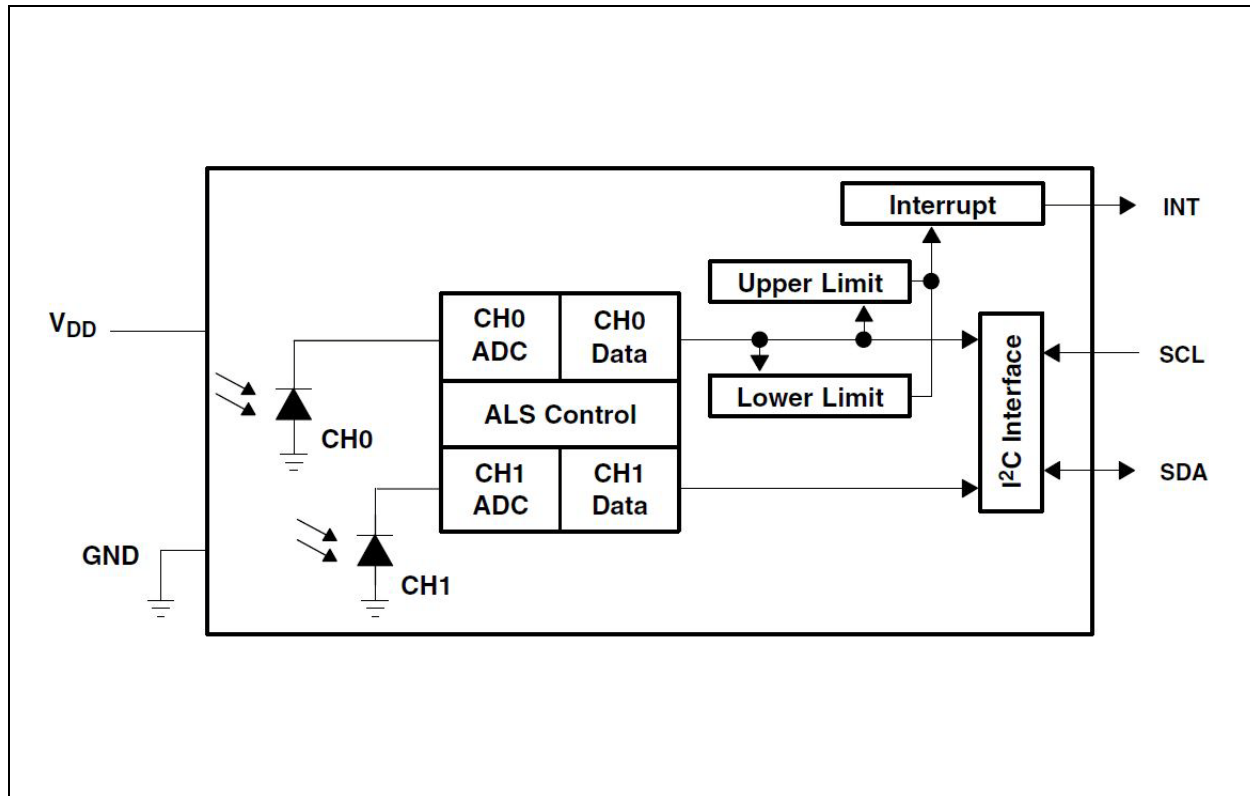 Interrupt
INT
Upper Limit
V_DD
CH0
ADC
CH0
Data
SCL
Lower Limit
ALS Control
CH0
I²C Interface
CH1
ADC
CH1
Data
SDA
GND
CH1